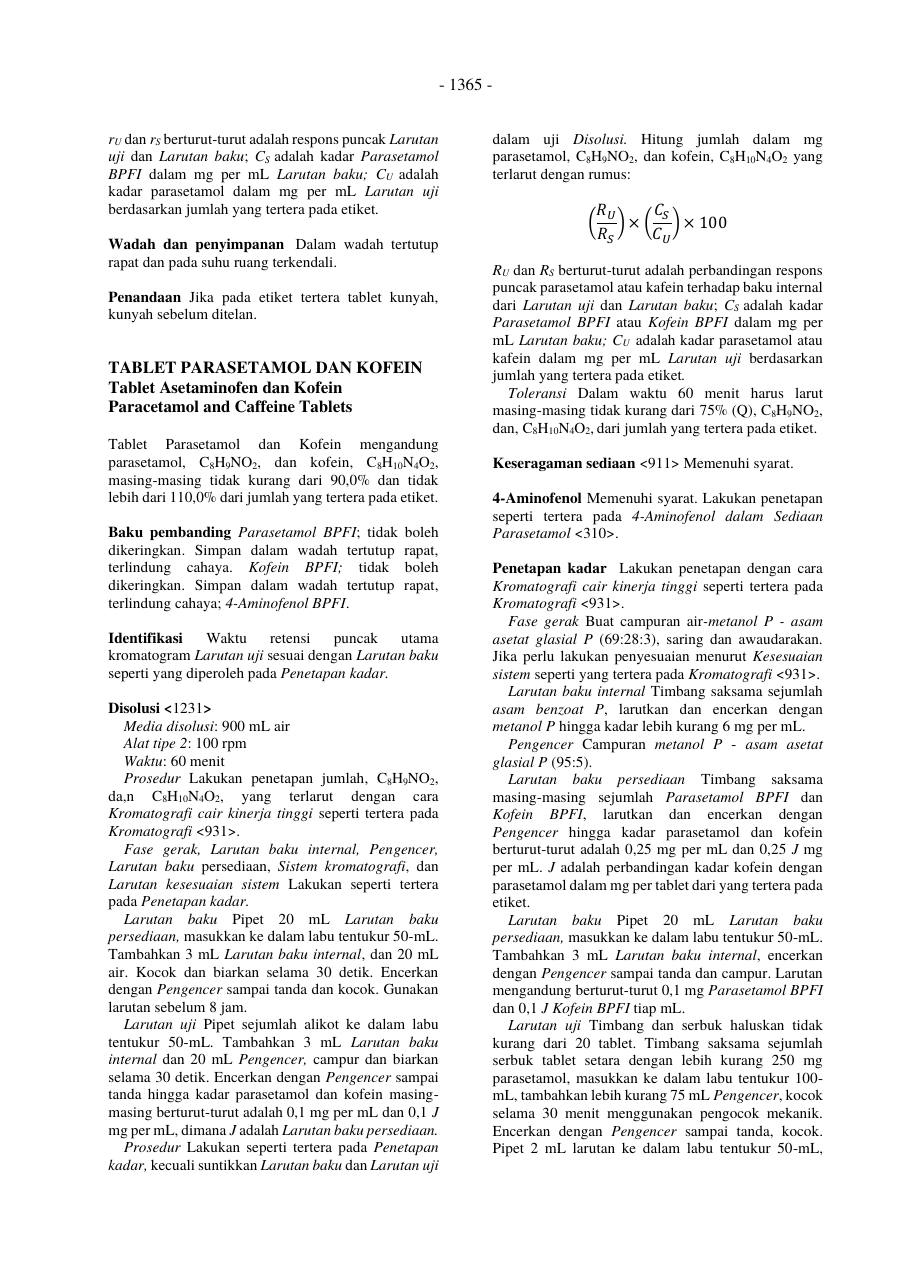 - 1365 -
rU dan rS berturut-turut adalah respons puncak Larutan
uji dan Larutan baku; CS adalah kadar Parasetamol
BPFI dalam mg per mL Larutan baku; CU adalah
kadar parasetamol dalam mg per mL Larutan uji
berdasarkan jumlah yang tertera pada etiket.
Wadah dan penyimpanan Dalam wadah tertutup
rapat dan pada suhu ruang terkendali.
Penandaan Jika pada etiket tertera tablet kunyah,
kunyah sebelum ditelan.
TABLET PARASETAMOL DAN KOFEIN
Tablet Asetaminofen dan Kofein
Paracetamol and Caffeine Tablets
Tablet Parasetamol dan Kofein mengandung
parasetamol, C8H9NO2, dan kofein, C8H10N4O2,
masing-masing tidak kurang dari 90,0% dan tidak
lebih dari 110,0% dari jumlah yang tertera pada etiket.
Baku pembanding Parasetamol BPFI; tidak boleh
dikeringkan. Simpan dalam wadah tertutup rapat,
terlindung cahaya. Kofein BPFI; tidak boleh
dikeringkan. Simpan dalam wadah tertutup rapat,
terlindung cahaya; 4-Aminofenol BPFI.
Identifikasi Waktu retensi puncak utama
kromatogram Larutan uji sesuai dengan Larutan baku
seperti yang diperoleh pada Penetapan kadar.
Disolusi <1231>
Media disolusi: 900 mL air
Alat tipe 2: 100 rpm
Waktu: 60 menit
Prosedur Lakukan penetapan jumlah, C8H9NO2,
da,n C8H10N4O2, yang terlarut dengan cara
Kromatografi cair kinerja tinggi seperti tertera pada
Kromatografi <931>.
Fase gerak, Larutan baku internal, Pengencer,
Larutan baku persediaan, Sistem kromatografi, dan
Larutan kesesuaian sistem Lakukan seperti tertera
pada Penetapan kadar.
Larutan baku Pipet 20 mL Larutan baku
persediaan, masukkan ke dalam labu tentukur 50-mL.
Tambahkan 3 mL Larutan baku internal, dan 20 mL
air. Kocok dan biarkan selama 30 detik. Encerkan
dengan Pengencer sampai tanda dan kocok. Gunakan
larutan sebelum 8 jam.
Larutan uji Pipet sejumlah alikot ke dalam labu
tentukur 50-mL. Tambahkan 3 mL Larutan baku
internal dan 20 mL Pengencer, campur dan biarkan
selama 30 detik. Encerkan dengan Pengencer sampai
tanda hingga kadar parasetamol dan kofein masing-
masing berturut-turut adalah 0,1 mg per mL dan 0,1 J
mg per mL, dimana J adalah Larutan baku persediaan.
Prosedur Lakukan seperti tertera pada Penetapan
kadar, kecuali suntikkan Larutan baku dan Larutan uji
dalam uji Disolusi. Hitung jumlah dalam mg
parasetamol, C8H9NO2, dan kofein, C8H10N4O2 yang
terlarut dengan rumus:
(RU/RS) × (CS/CU) × 100
RU dan RS berturut-turut adalah perbandingan respons
puncak parasetamol atau kafein terhadap baku internal
dari Larutan uji dan Larutan baku; CS adalah kadar
Parasetamol BPFI atau Kofein BPFI dalam mg per
mL Larutan baku; CU adalah kadar parasetamol atau
kafein dalam mg per mL Larutan uji berdasarkan
jumlah yang tertera pada etiket.
Toleransi Dalam waktu 60 menit harus larut
masing-masing tidak kurang dari 75% (Q), C8H9NO2,
dan, C8H10N4O2, dari jumlah yang tertera pada etiket.
Keseragaman sediaan <911> Memenuhi syarat.
4-Aminofenol Memenuhi syarat. Lakukan penetapan
seperti tertera pada 4-Aminofenol dalam Sediaan
Parasetamol <310>.
Penetapan kadar Lakukan penetapan dengan cara
Kromatografi cair kinerja tinggi seperti tertera pada
Kromatografi <931>.
Fase gerak Buat campuran air-metanol P - asam
asetat glasial P (69:28:3), saring dan awaudarakan.
Jika perlu lakukan penyesuaian menurut Kesesuaian
sistem seperti yang tertera pada Kromatografi <931>.
Larutan baku internal Timbang saksama sejumlah
asam benzoat P, larutkan dan encerkan dengan
metanol P hingga kadar lebih kurang 6 mg per mL.
Pengencer Campuran metanol P - asam asetat
glasial P (95:5).
Larutan baku persediaan Timbang saksama
masing-masing sejumlah Parasetamol BPFI dan
Kofein BPFI, larutkan dan encerkan dengan
Pengencer hingga kadar parasetamol dan kofein
berturut-turut adalah 0,25 mg per mL dan 0,25 J mg
per mL. J adalah perbandingan kadar kofein dengan
parasetamol dalam mg per tablet dari yang tertera pada
etiket.
Larutan baku Pipet 20 mL Larutan baku
persediaan, masukkan ke dalam labu tentukur 50-mL.
Tambahkan 3 mL Larutan baku internal, encerkan
dengan Pengencer sampai tanda dan campur. Larutan
mengandung berturut-turut 0,1 mg Parasetamol BPFI
dan 0,1 J Kofein BPFI tiap mL.
Larutan uji Timbang dan serbuk haluskan tidak
kurang dari 20 tablet. Timbang saksama sejumlah
serbuk tablet setara dengan lebih kurang 250 mg
parasetamol, masukkan ke dalam labu tentukur 100-
mL, tambahkan lebih kurang 75 mL Pengencer, kocok
selama 30 menit menggunakan pengocok mekanik.
Encerkan dengan Pengencer sampai tanda, kocok.
Pipet 2 mL larutan ke dalam labu tentukur 50-mL,